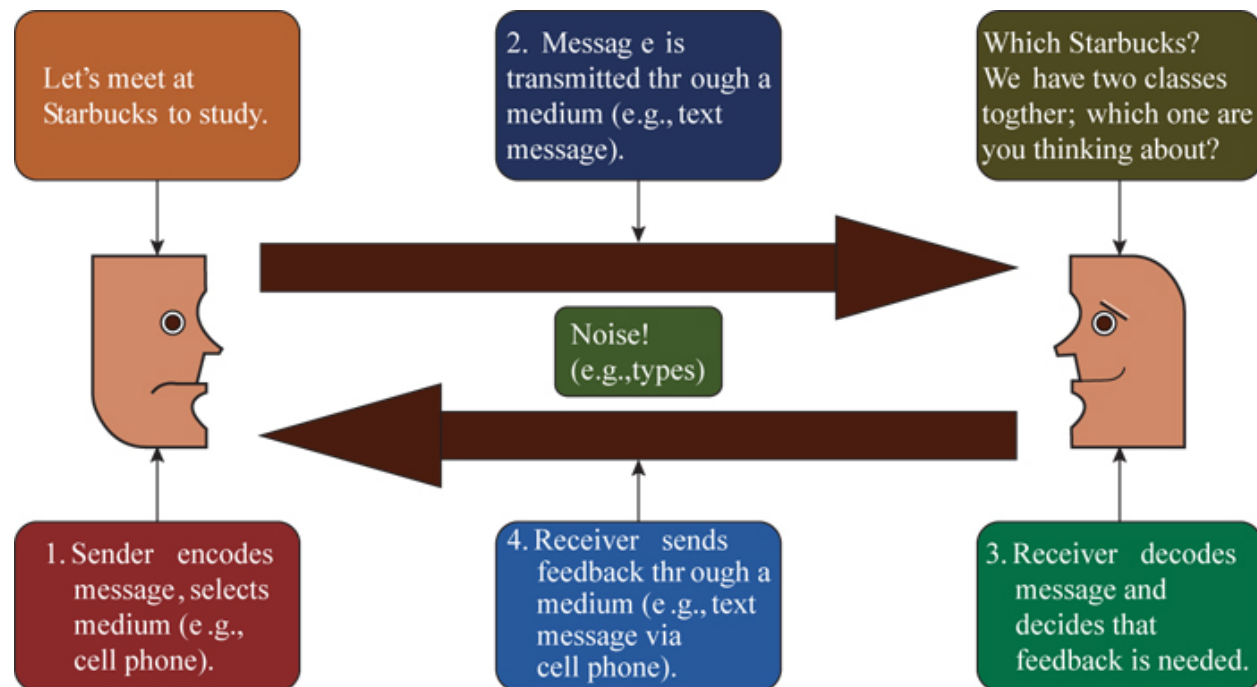 Let's meet at
Starbucks to study.
2. Messag e is
transmitted thr ough a
medium (e.g., text
message).
Which Starbucks?
We have two classes
togther; which one are
you thinking about?
Noise!
(e.g.,types)
1. Sender encodes
message, selects
medium (e .g.,
cell phone).
4. Receiver sends
feedback thr ough a
medium (e .g., text
message via
cell phone).
3. Receiver decodes
message and
decides that
feedback is needed.